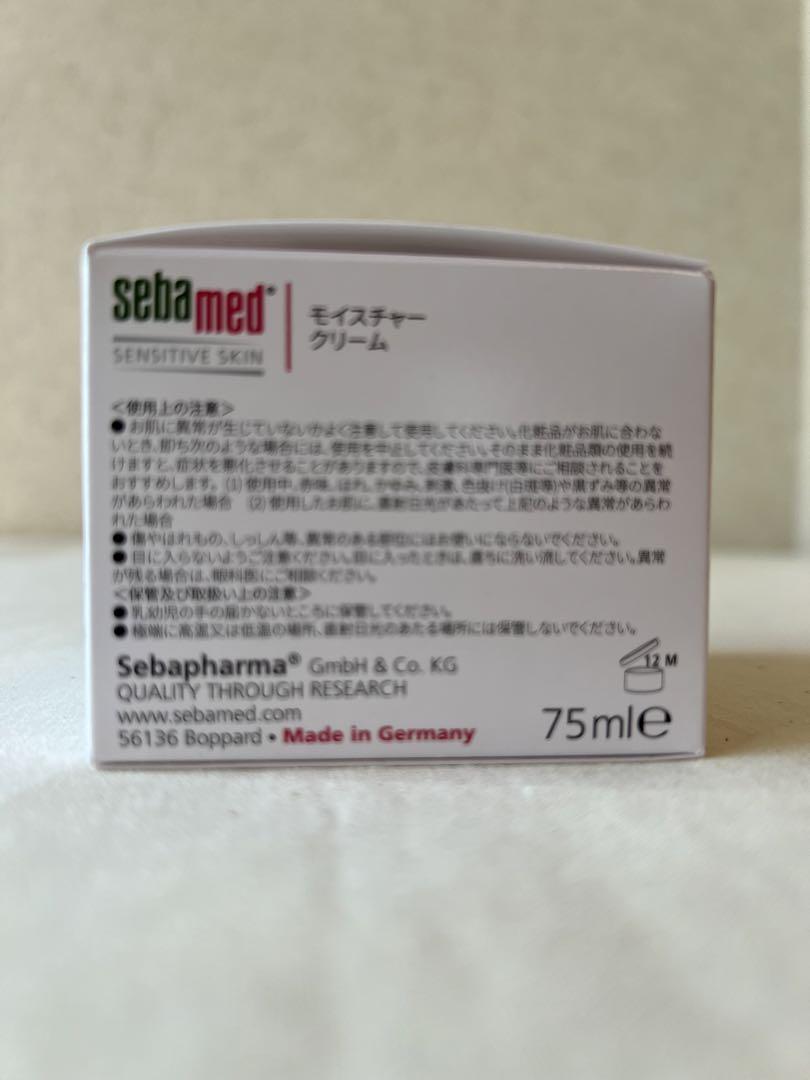 sebamed®
SENSITIVE SKIN
モイスチャー
クリーム
＜使用上の注意＞
● お肌に異常が生じていないかよく注意して使用してください。化粧品がお肌に合わな
いとき、即ち次のような場合には、使用を中止してください。そのまま化粧品類の使用を続
けますと、症状を悪化させることがありますので、皮膚科専門医等にご相談されることを
おすすめします。 (1) 使用中、赤味、はれ、かゆみ、刺激、色抜け(白斑等)や黒ずみ等の異常
があらわれた場合 (2) 使用したお肌に、直射日光があたって上記のような異常があらわ
れた場合
● 傷やはれもの、しっしん等、異常のある部位にはお使いにならないでください。
● 目に入らないようご注意ください。目に入ったときは、直ちに洗い流してください。異常
が残る場合は、眼科医にご相談ください。
＜保管及び取扱い上の注意＞
● 乳幼児の手の届かないところに保管してください。
● 極端に高温又は低温の場所、直射日光のあたる場所には保管しないでください。
Sebapharma® GmbH & Co. KG
QUALITY THROUGH RESEARCH
www.sebamed.com
56136 Boppard • Made in Germany
12 M
75ml℮